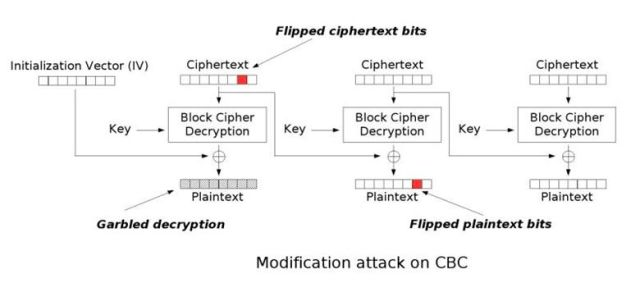 Flipped ciphertext bits
Initialization Vector (IV)
Ciphertext
Ciphertext
Ciphertext
Key
Block Cipher
Decryption
Key
Block Cipher
Decryption
Key
Block Cipher
Decryption
Plaintext
Plaintext
Plaintext
Garbled decryption
Flipped plaintext bits
Modification attack on CBC